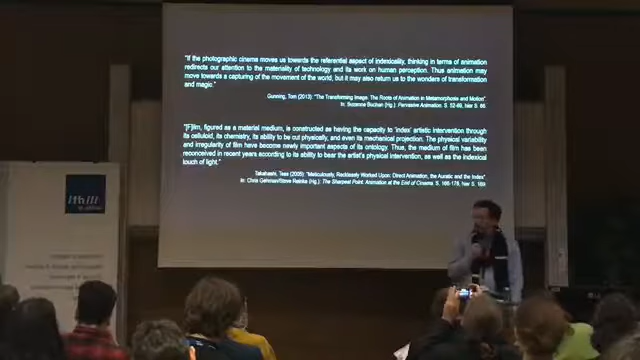 "If the photographic cinema moves us towards the referential aspect of indexicality, thinking in terms of animation
redirects our attention to the materiality of technology and its work on human perception. Thus animation may
move towards a capturing of the movement of the world, but it may also return us to the wonders of transformation
and magic."
Gunning, Tom (2013): "The Transforming Image: The Roots of Animation in Metamorphosis and Motion".
In: Suzanne Buchan (Hg.): Pervasive Animation. S. 52-69, hier S. 66.
"[F]ilm, figured as a material medium, is constructed as having the capacity to 'index' artistic intervention through
its celluloid, its chemistry, its ability to be cut physically, and even its mechanical projection. The physical variability
and irregularity of film have become newly important aspects of its ontology. Thus, the medium of film has been
reconceived in recent years according to its ability to bear the artist's physical intervention, as well as the indexical
touch of light."
Takahashi, Tess (2005): "Meticulously, Recklessly Worked Upon: Direct Animation, the Auratic and the Index".
In: Chris Gehman/Steve Reinke (Hg.): The Sharpest Point: Animation at the End of Cinema. S. 166-178, hier S. 169.